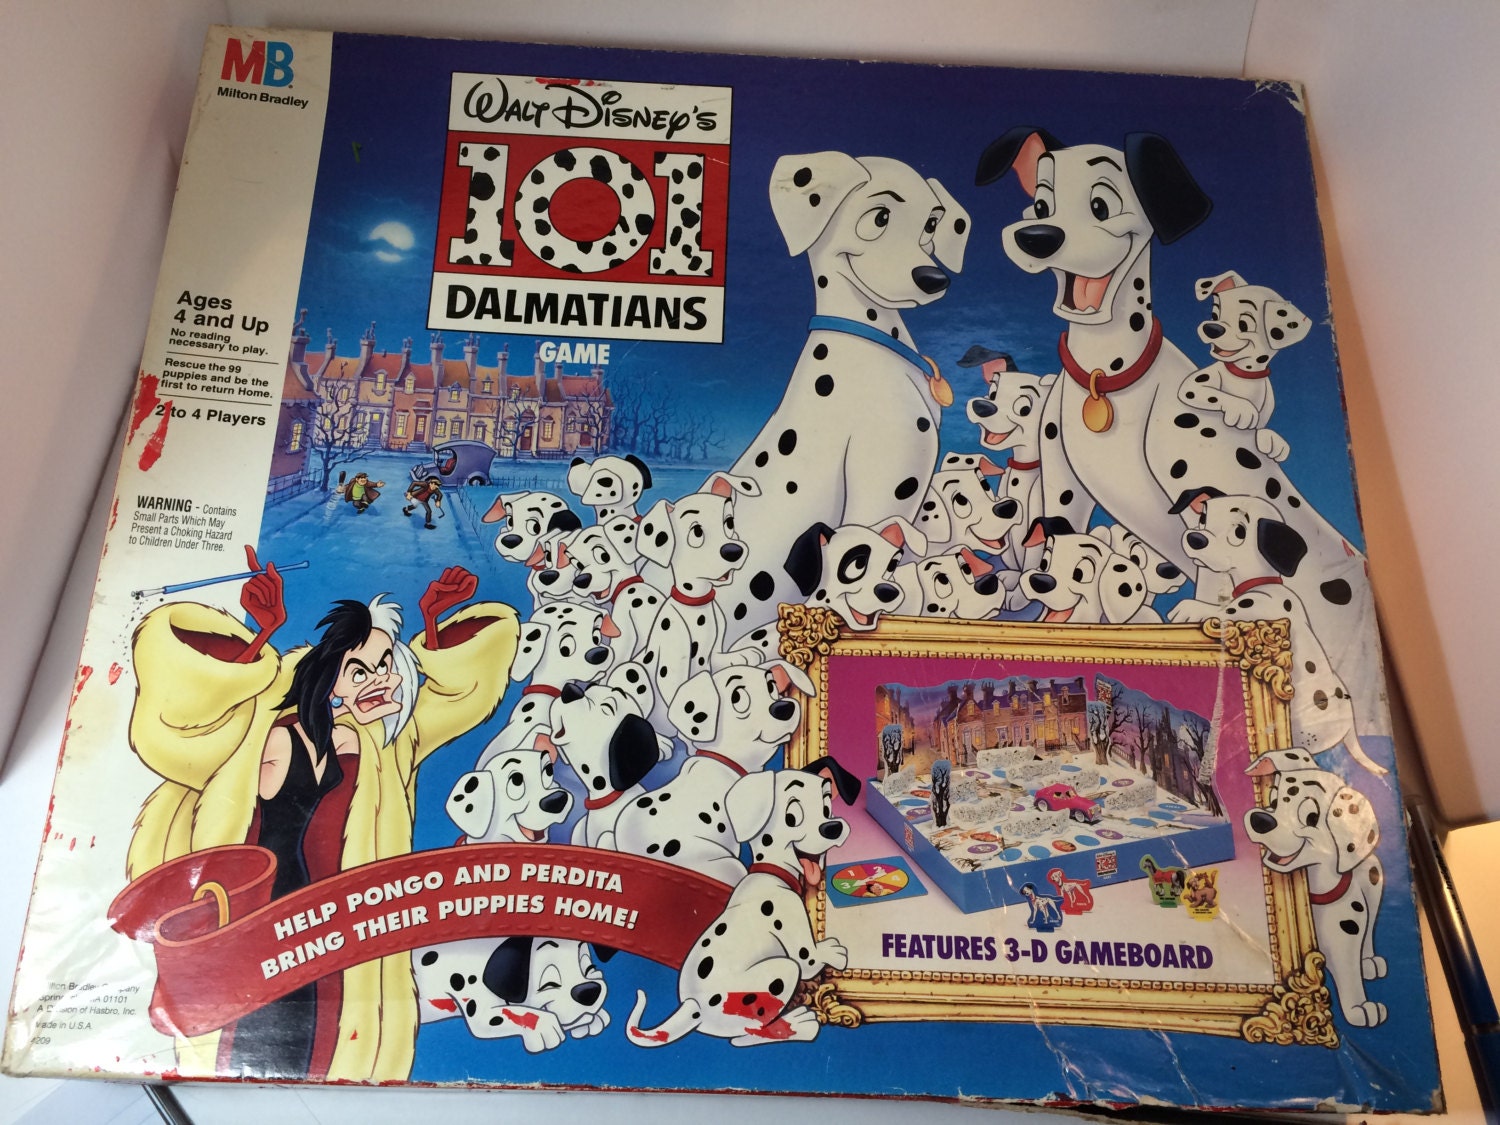 MB
Milton Bradley
WALT DISNEY'S
101
DALMATIANS
GAME
Ages
4 and Up
No reading
necessary to play.
Rescue the 99
puppies and be the
first to return Home.
2 to 4 Players
WARNING - Contains
Small Parts Which May
Present a Choking Hazard
to Children Under Three.
HELP PONGO AND PERDITA
BRING THEIR PUPPIES HOME!
FEATURES 3-D GAMEBOARD
01101
of Hasbro, Inc.
in U.S.A.